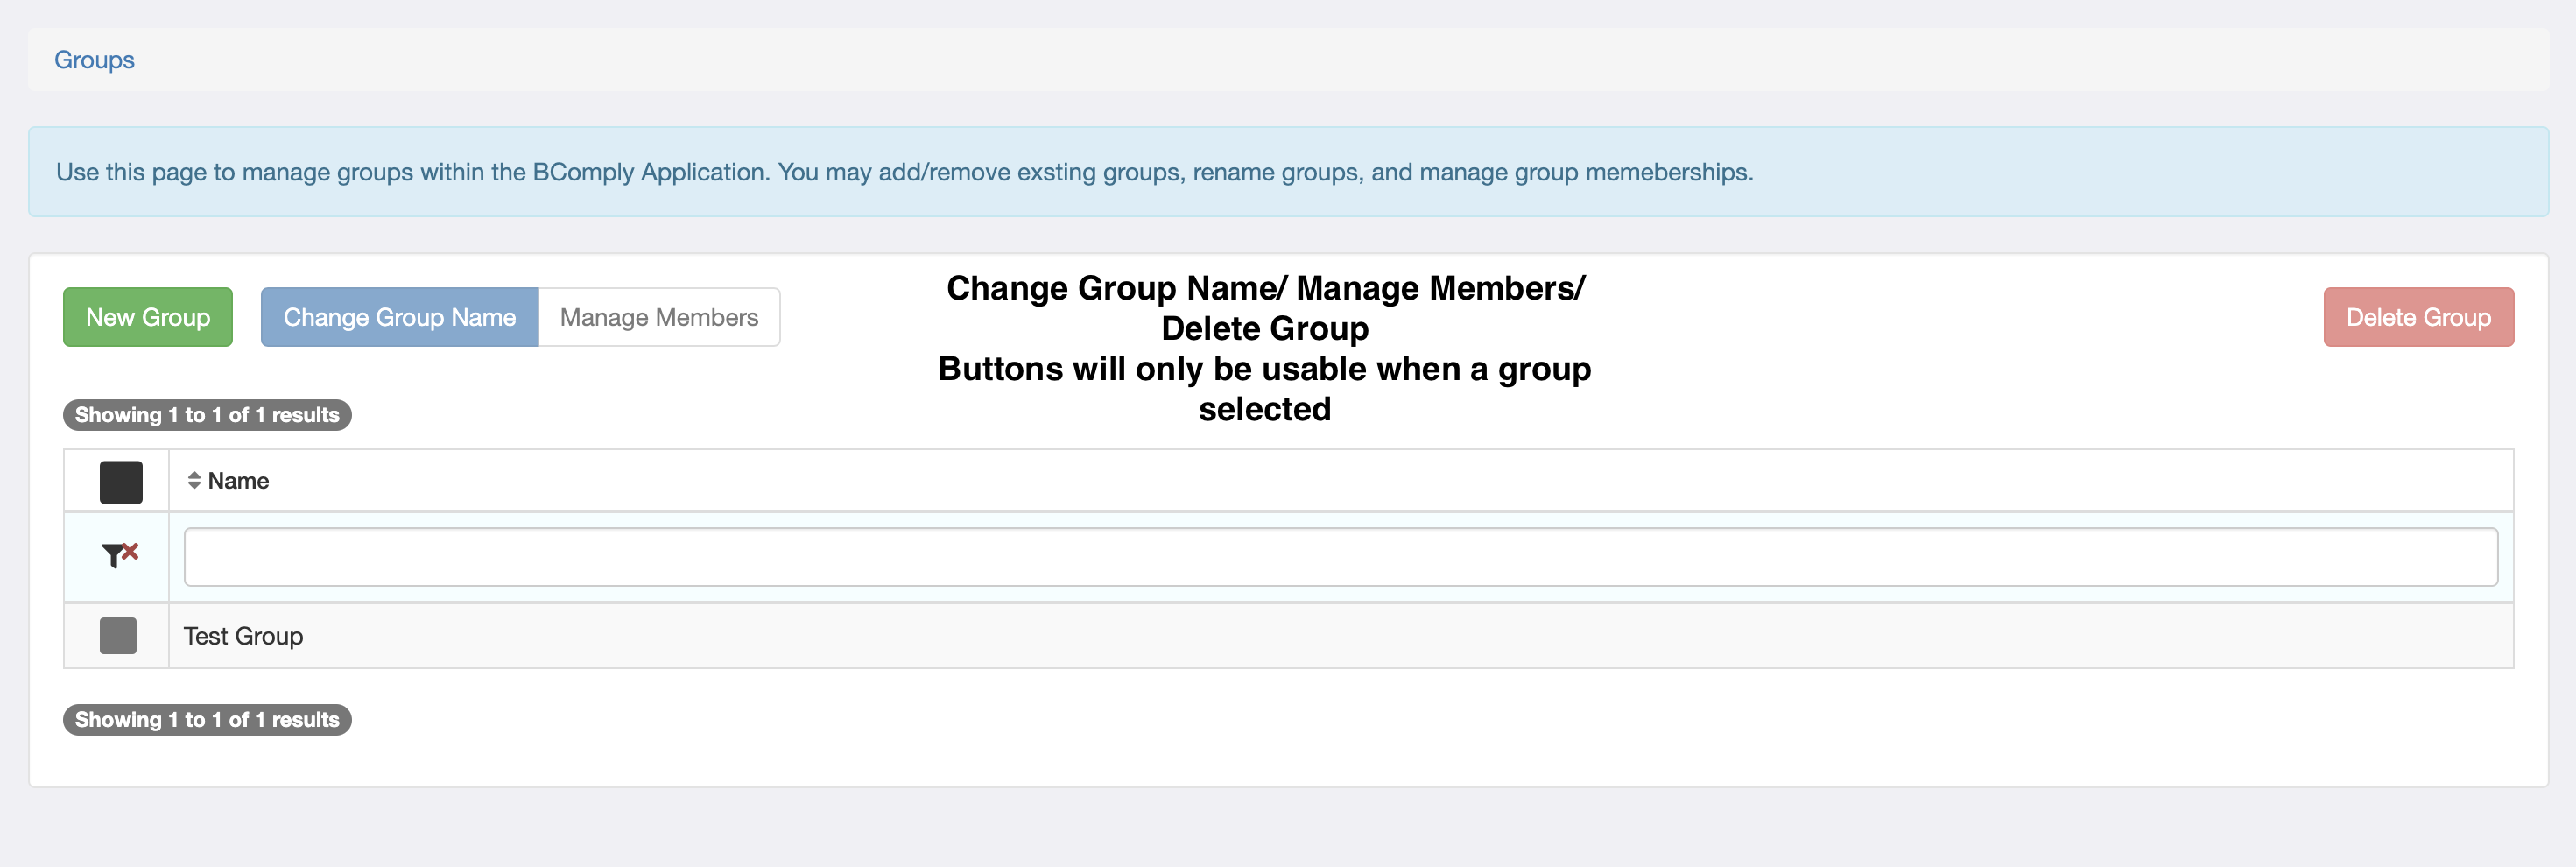 Groups
Use this page to manage groups within the BComply Application. You may add/remove exsting groups, rename groups, and manage group memeberships.
New Group
Change Group Name
Manage Members
Change Group Name/ Manage Members/
Delete Group
Buttons will only be usable when a group
selected
Delete Group
Showing 1 to 1 of 1 results
Name
Test Group
Showing 1 to 1 of 1 results